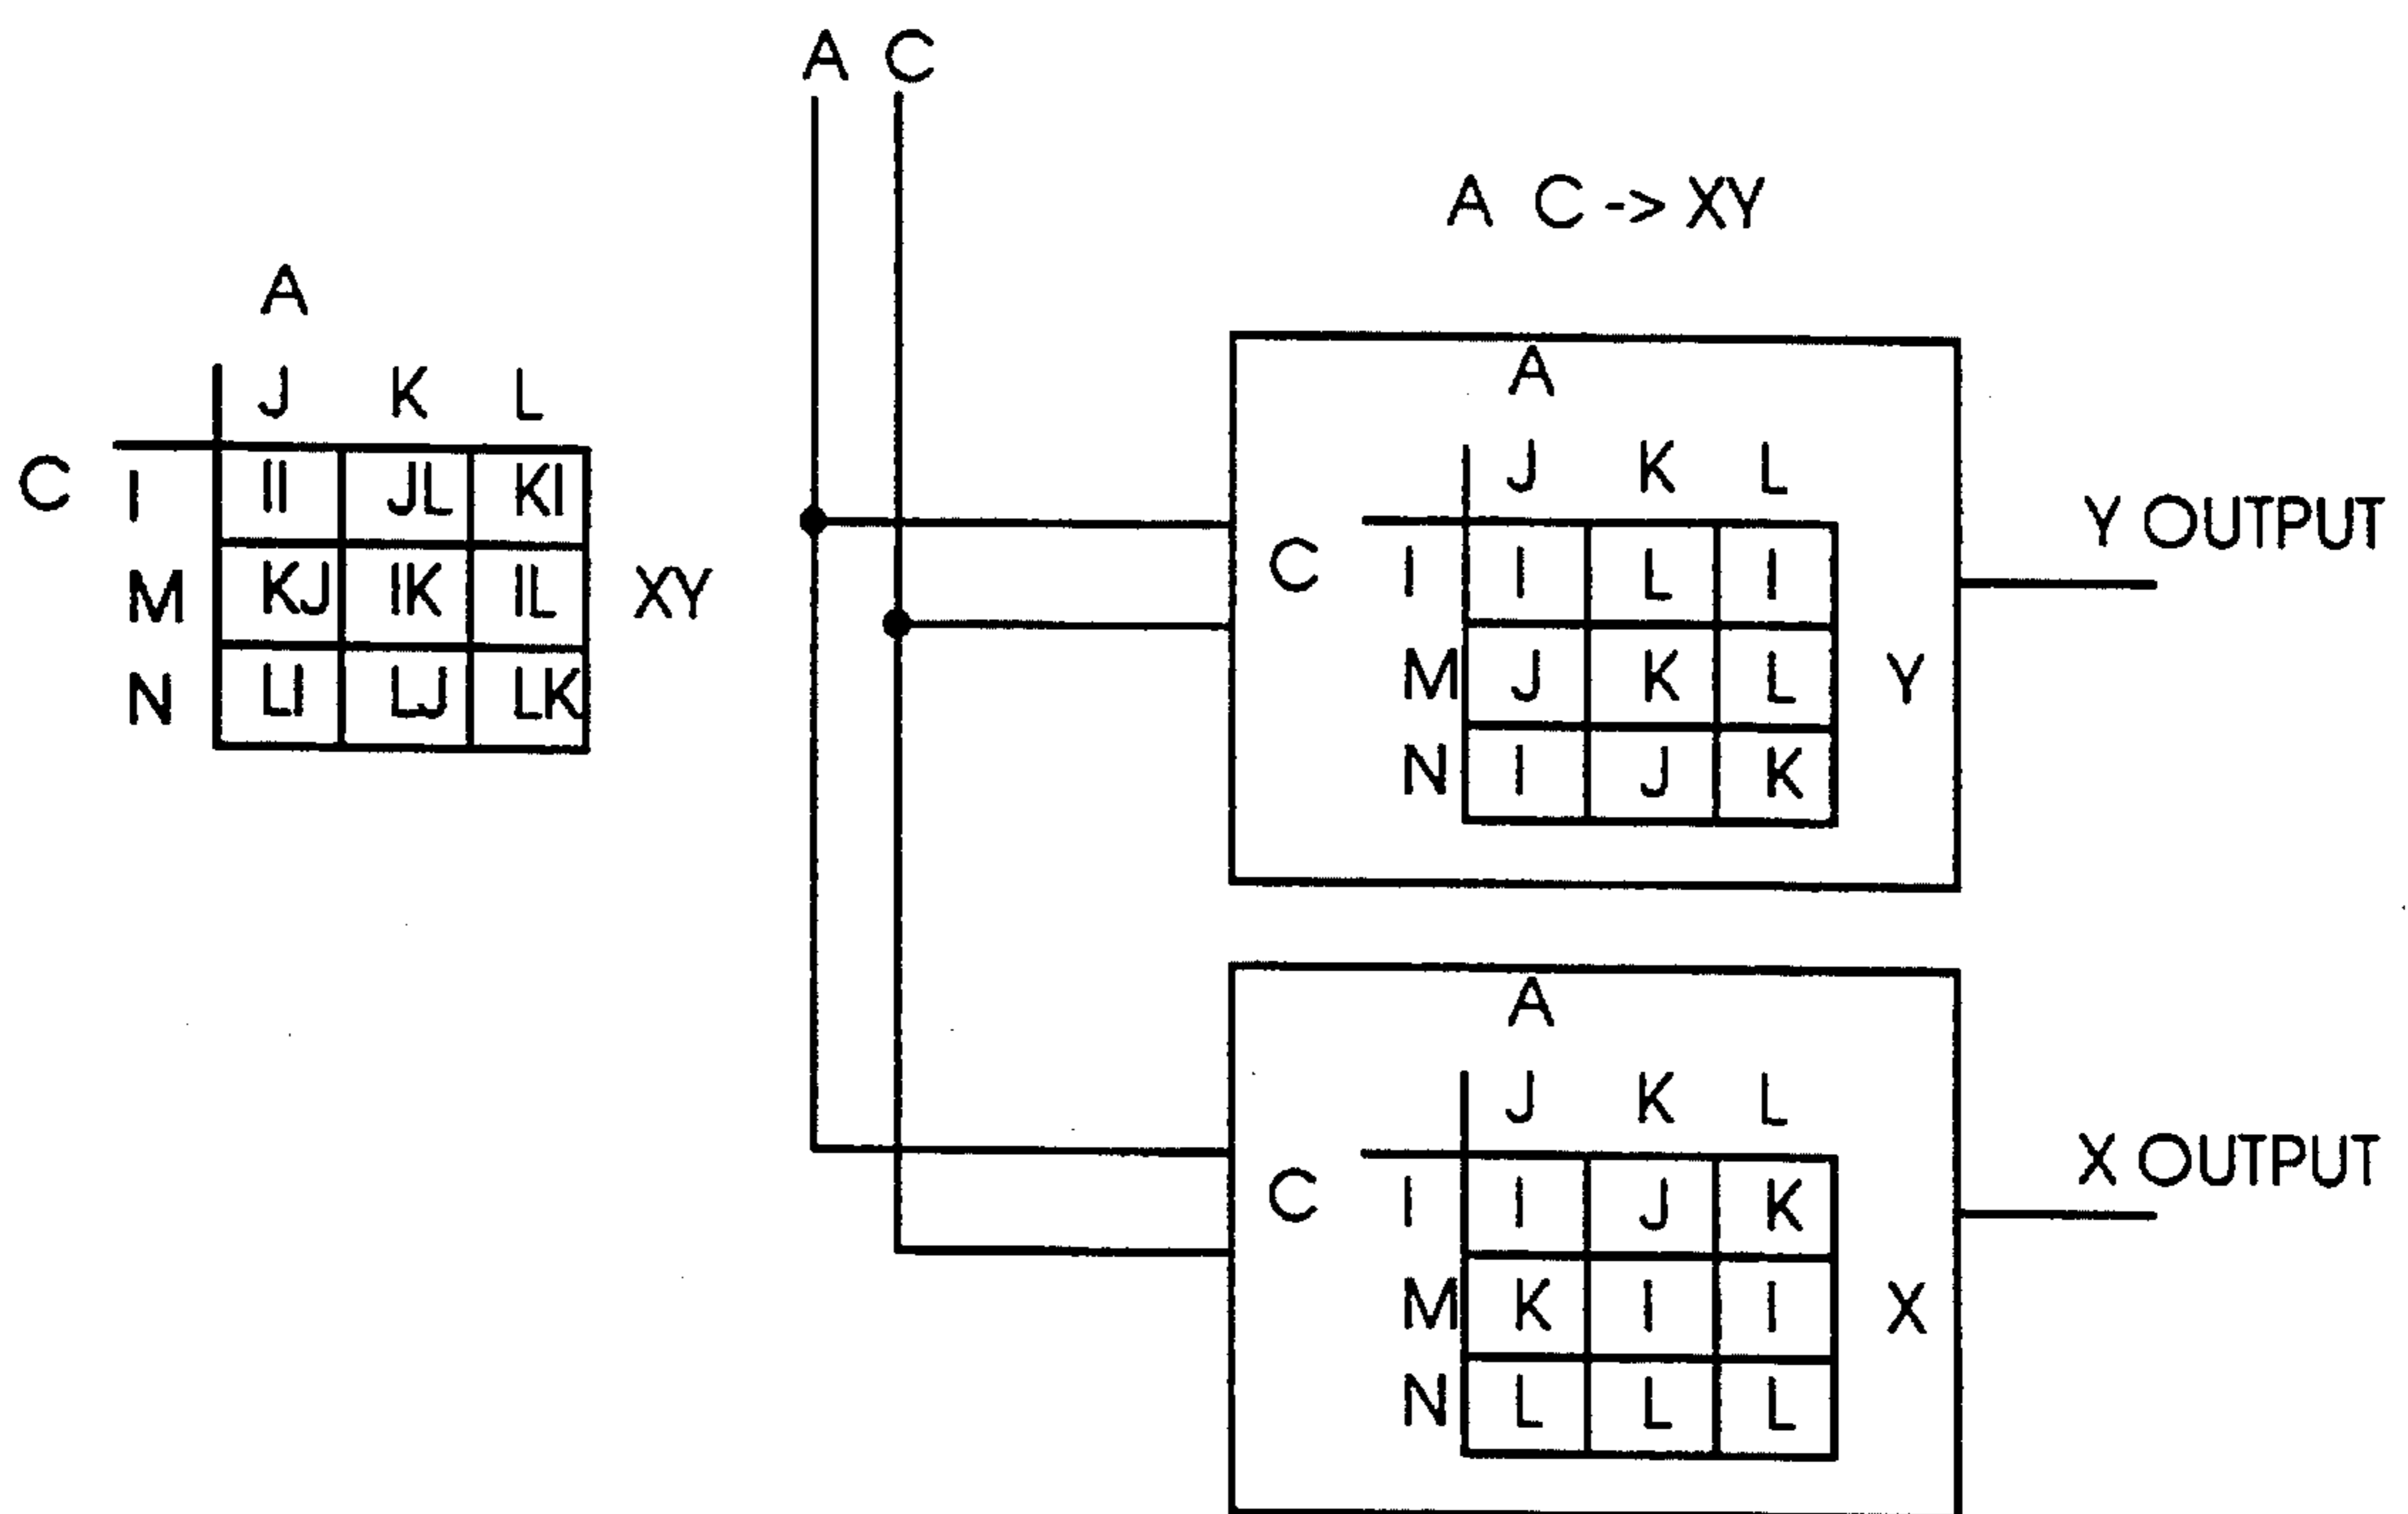 A C
A C -> XY
A
J K L
C I II JL KI
M KJ IK IL XY
N LI LJ LK
A
J K L
C I I L I
M J K L Y
N I J K
Y OUTPUT
A
J K L
C I I J K
M K I I X
N L L L
X OUTPUT